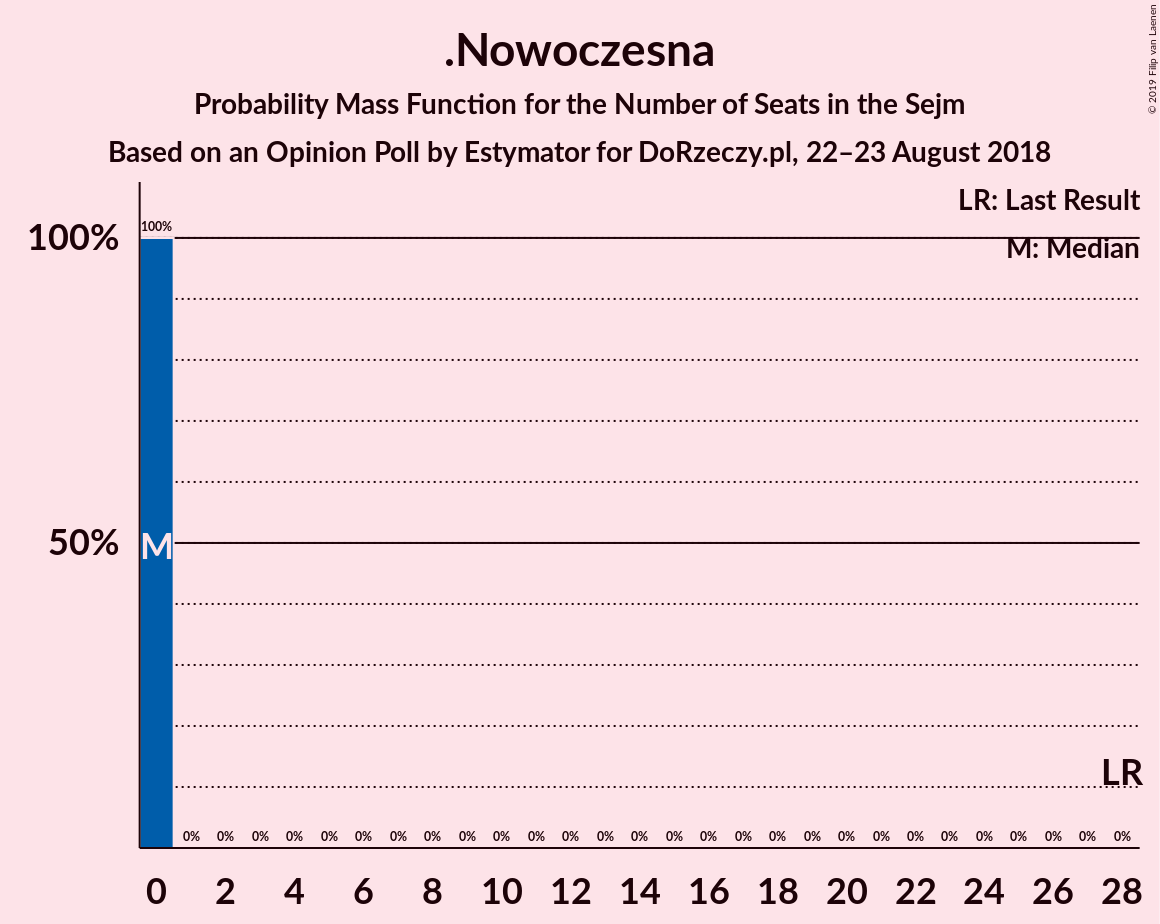 .Nowoczesna
Probability Mass Function for the Number of Seats in the Sejm
Based on an Opinion Poll by Estymator for DoRzeczy.pl, 22–23 August 2018
© 2019 Filip van Laenen
LR: Last Result
M: Median
100%
100%
50%
M
LR
0% 0% 0% 0% 0% 0% 0% 0% 0% 0% 0% 0% 0% 0% 0% 0% 0% 0% 0% 0% 0% 0% 0% 0% 0% 0% 0% 0%
0 2 4 6 8 10 12 14 16 18 20 22 24 26 28